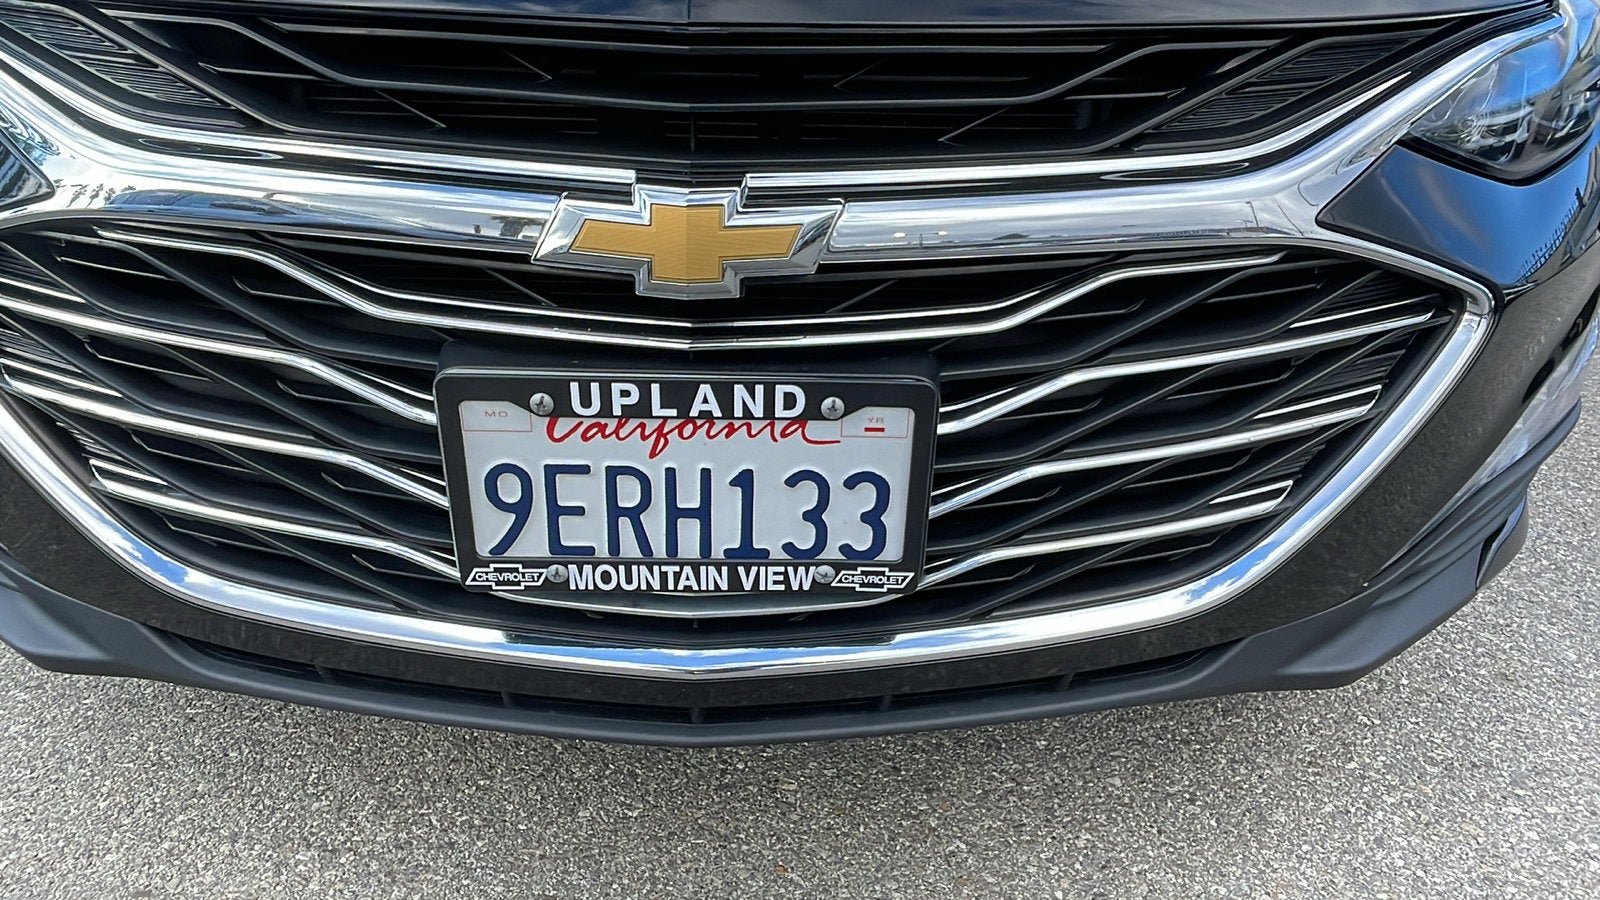 UPLAND
MO California YR
9ERH133
CHEVROLET MOUNTAIN VIEW CHEVROLET